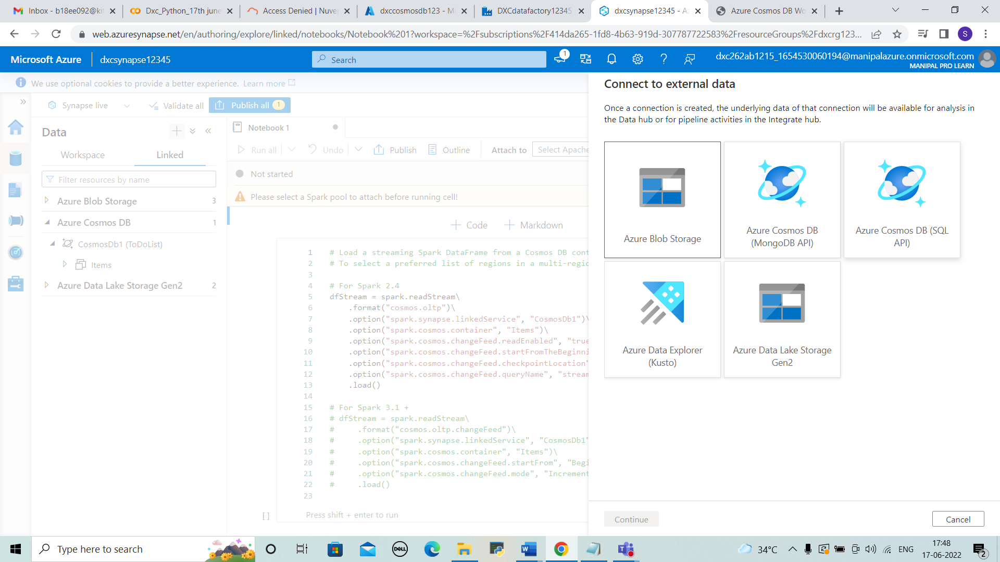 Inbox - b18ee092@kii
Dxc_Python_17th june
Access Denied | Nuvep
dxccosmosdb123 - Mi
DXCdatafactory12345
dxcsynapse12345 - Az
Azure Cosmos DB Wo
web.azuresynapse.net/en/authoring/explore/linked/notebooks/Notebook%201?workspace=%2Fsubscriptions%2F414da265-1fd8-4b63-919d-307787722583%2FresourceGroups%2Fdxcrg123...
S
Microsoft Azure
dxcsynapse12345
Search
1
dxc262ab1215_1654530060194@manipalazure.onmicrosoft.com
MANIPAL PRO LEARN
We use optional cookies to provide a better experience. Learn more
Synapse live
Validate all
Publish all 1
Data
Workspace
Linked
Filter resources by name
Azure Blob Storage 3
Azure Cosmos DB 1
CosmosDb1 (ToDoList)
Items
Azure Data Lake Storage Gen2 2
Notebook 1
Run all
Undo
Publish
Outline
Attach to
Select Apache
Not started
Please select a Spark pool to attach before running cell!
+ Code
+ Markdown
1 # Load a streaming Spark DataFrame from a Cosmos DB cont
2 # To select a preferred list of regions in a multi-regio
3
4 # For Spark 2.4
5 dfStream = spark.readStream\
6 .format("cosmos.oltp")\
7 .option("spark.synapse.linkedService", "CosmosDb1")\
8 .option("spark.cosmos.container", "Items")\
9 .option("spark.cosmos.changeFeed.readEnabled", "true
10 .option("spark.cosmos.changeFeed.startFromTheBeginni
11 .option("spark.cosmos.changeFeed.checkpointLocation"
12 .option("spark.cosmos.changeFeed.queryName", "stream
13 .load()
14
15 # For Spark 3.1 +
16 # dfStream = spark.readStream\
17 # .format("cosmos.oltp.changeFeed")\
18 # .option("spark.synapse.linkedService", "CosmosDb1"
19 # .option("spark.cosmos.container", "Items")\
20 # .option("spark.cosmos.changeFeed.startFrom", "Begi
21 # .option("spark.cosmos.changeFeed.mode", "Increment
22 # .load()
23
[ ]
Press shift + enter to run
Connect to external data
Once a connection is created, the underlying data of that connection will be available for analysis in
the Data hub or for pipeline activities in the Integrate hub.
Azure Blob Storage
Azure Cosmos DB
(MongoDB API)
Azure Cosmos DB (SQL
API)
Azure Data Explorer
(Kusto)
Azure Data Lake Storage
Gen2
Continue
Cancel
Type here to search
DELL
W
T
34°C
ENG
17:48
17-06-2022
2